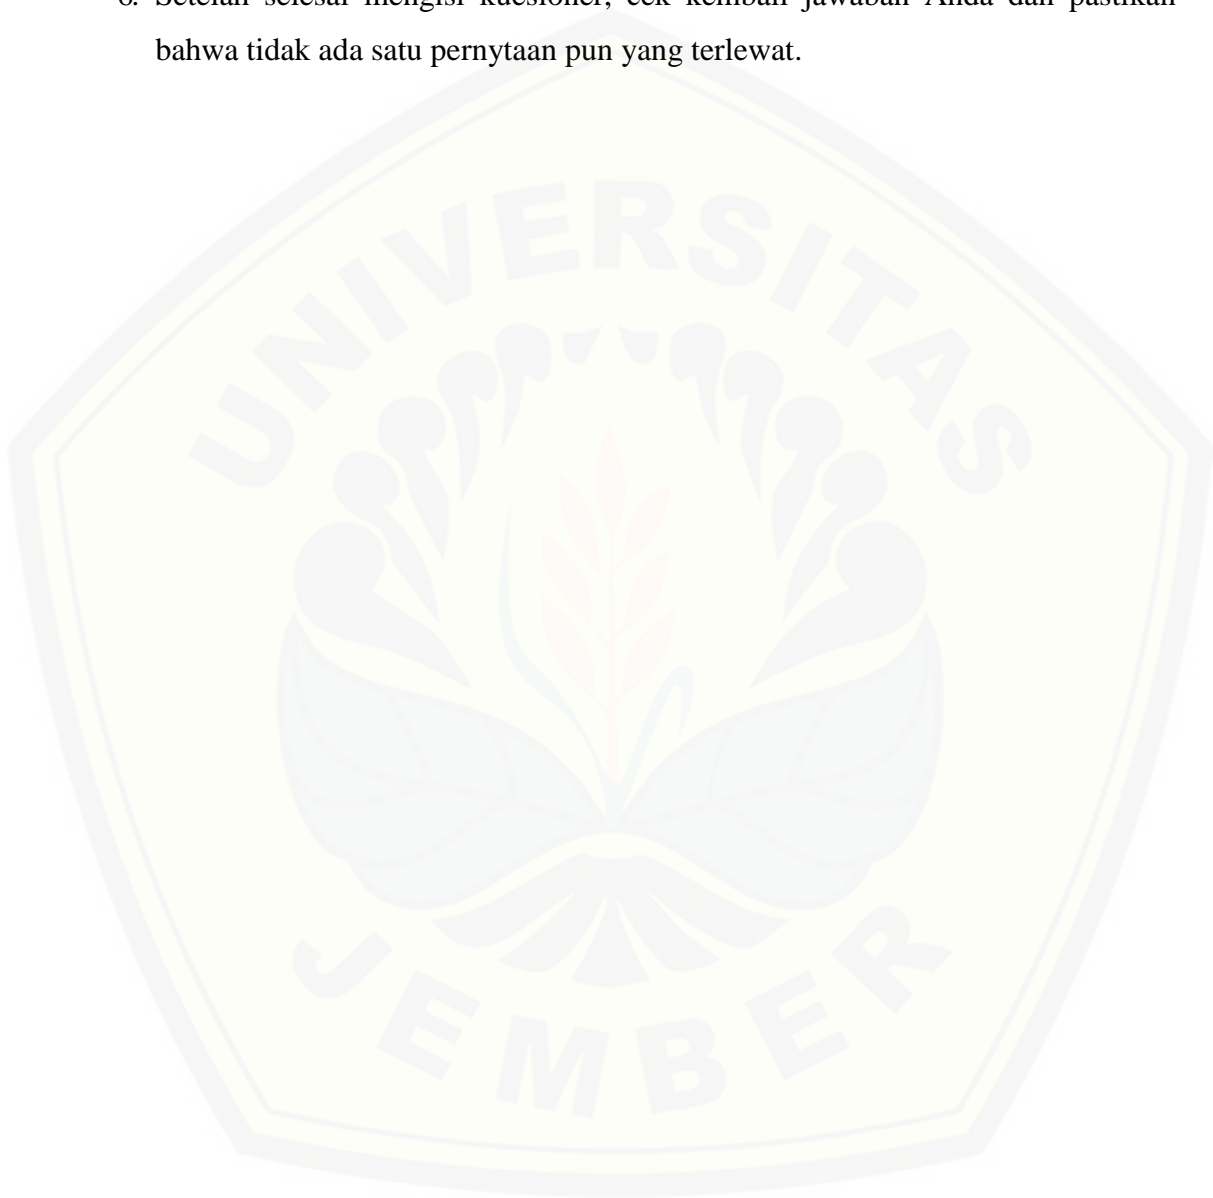 Setelah selesai mengisi kuesioner, cek kembali jawaban Anda dan pastikan
bahwa tidak ada satu pernytaan pun yang terlewat.
UNIVERSITAS
JEMBER